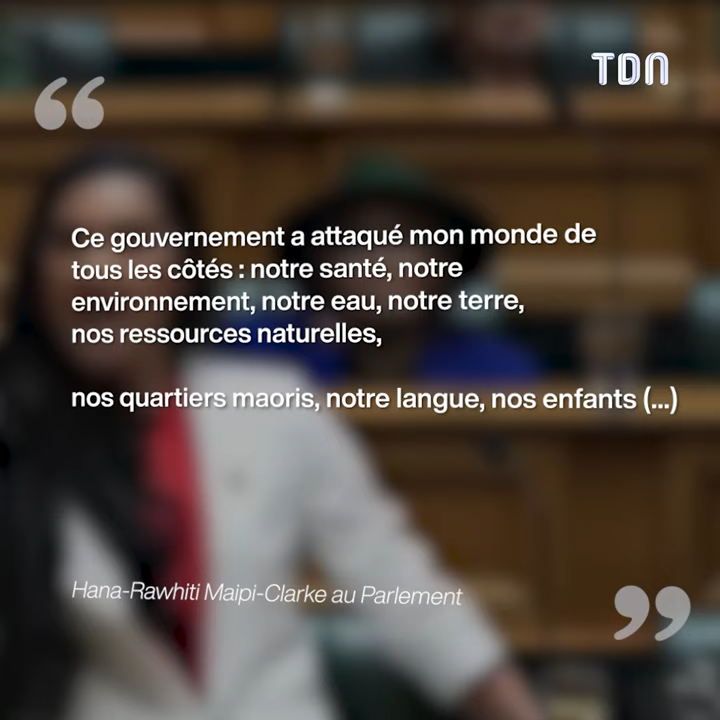 TDN
“
Ce gouvernement a attaqué mon monde de
tous les côtés : notre santé, notre
environnement, notre eau, notre terre,
nos ressources naturelles,
nos quartiers maoris, notre langue, nos enfants (...)
Hana-Rawhiti Maipi-Clarke au Parlement
”